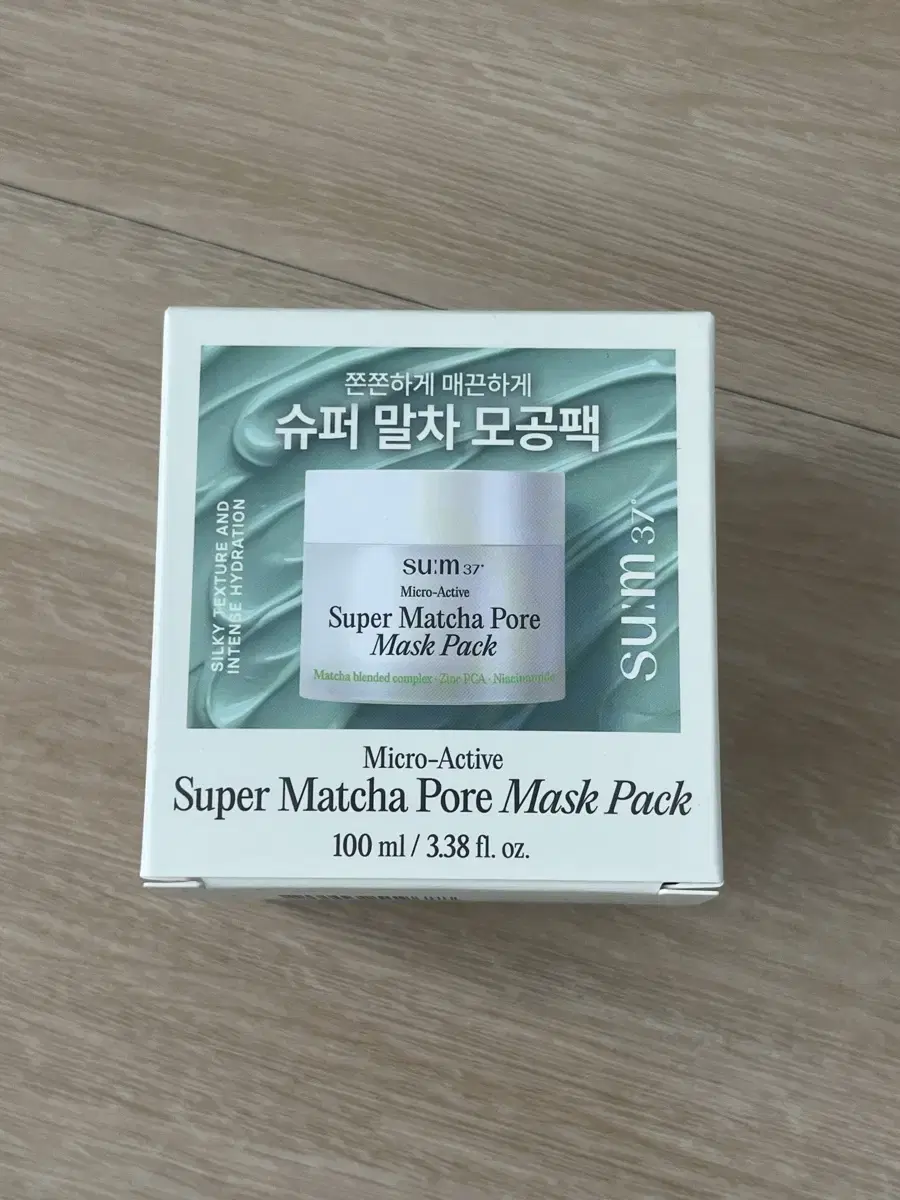 쫀쫀하게 매끈하게
슈퍼 말차 모공팩
SILKY TEXTURE AND
INTENSE HYDRATION
su:m 37°
su:m 37°
Micro-Active
Super Matcha Pore
Mask Pack
Matcha blended complex · Zinc PCA · Niacinamide
Micro-Active
Super Matcha Pore Mask Pack
100 ml / 3.38 fl. oz.